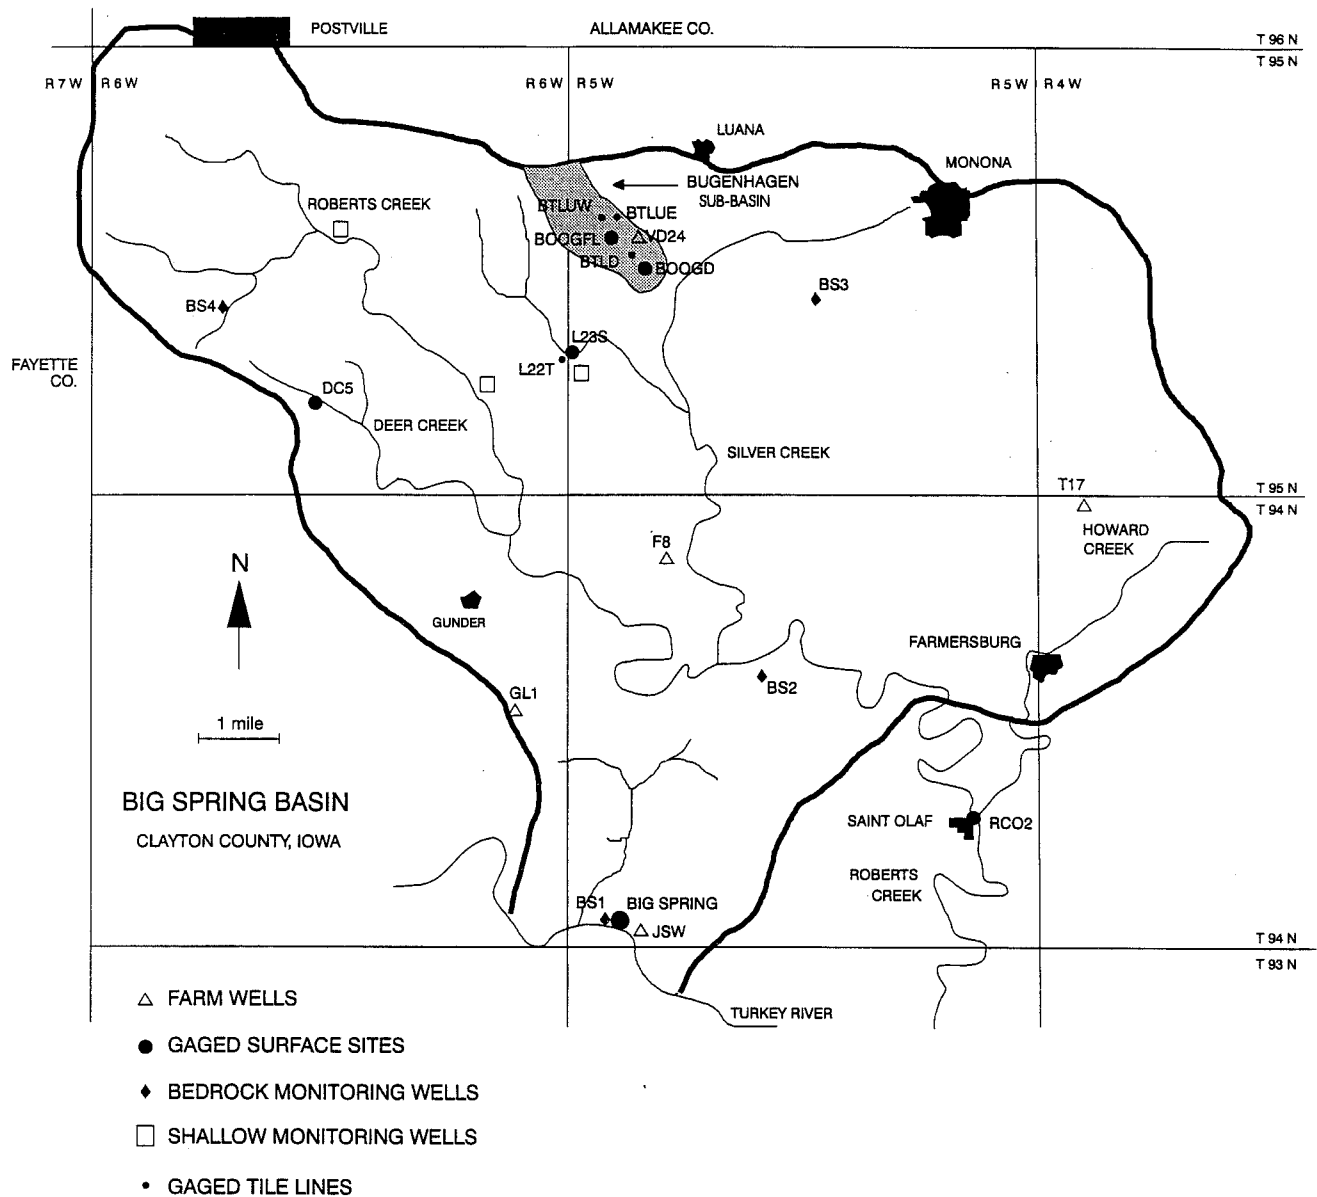 POSTVILLE
ALLAMAKEE CO.
T 96 N
T 95 N
R 7 W
R 6 W
R 6 W
R 5 W
R 5 W
R 4 W
LUANA
MONONA
BUGENHAGEN
SUB-BASIN
ROBERTS CREEK
BTLUW
BTLUE
BOOGFL
VD24
BTLD
BOOGD
BS3
BS4
L23S
L22T
FAYETTE
CO.
DC5
DEER CREEK
SILVER CREEK
T17
T 95 N
T 94 N
HOWARD
CREEK
F8
N
GUNDER
FARMERSBURG
BS2
GL1
1 mile
BIG SPRING BASIN
CLAYTON COUNTY, IOWA
SAINT OLAF
RCO2
ROBERTS
CREEK
BS1
BIG SPRING
JSW
T 94 N
T 93 N
TURKEY RIVER
FARM WELLS
GAGED SURFACE SITES
BEDROCK MONITORING WELLS
SHALLOW MONITORING WELLS
GAGED TILE LINES